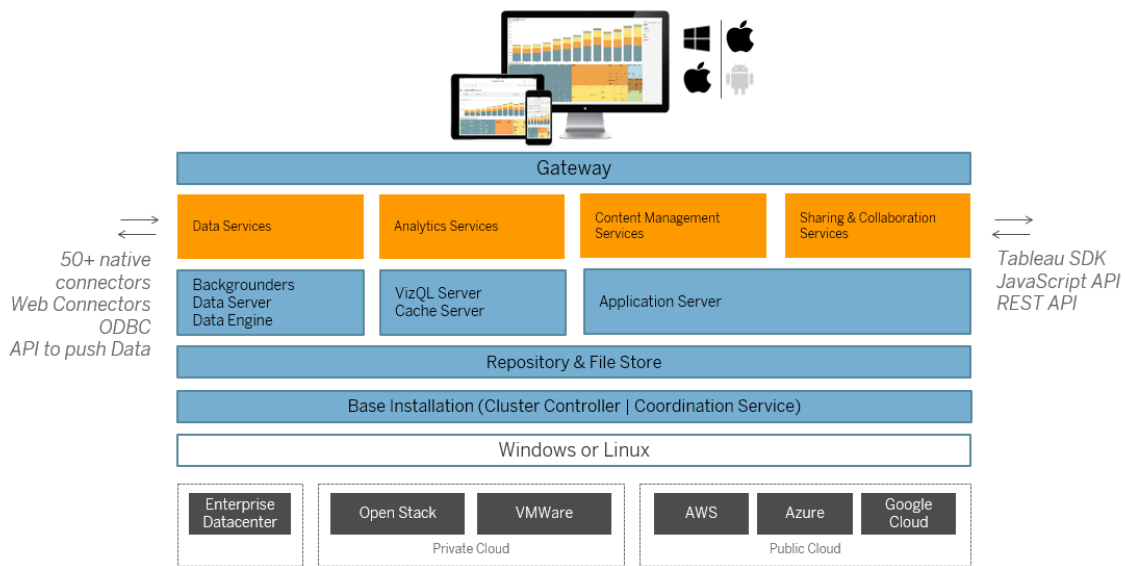 Gateway
Data Services
Analytics Services
Content Management
Services
Sharing & Collaboration
Services
50+ native
connectors
Web Connectors
ODBC
API to push Data
Tableau SDK
JavaScript API
REST API
Backgrounders
Data Server
Data Engine
VizQL Server
Cache Server
Application Server
Repository & File Store
Base Installation (Cluster Controller | Coordination Service)
Windows or Linux
Enterprise
Datacenter
Open Stack
VMWare
Private Cloud
AWS
Azure
Google
Cloud
Public Cloud